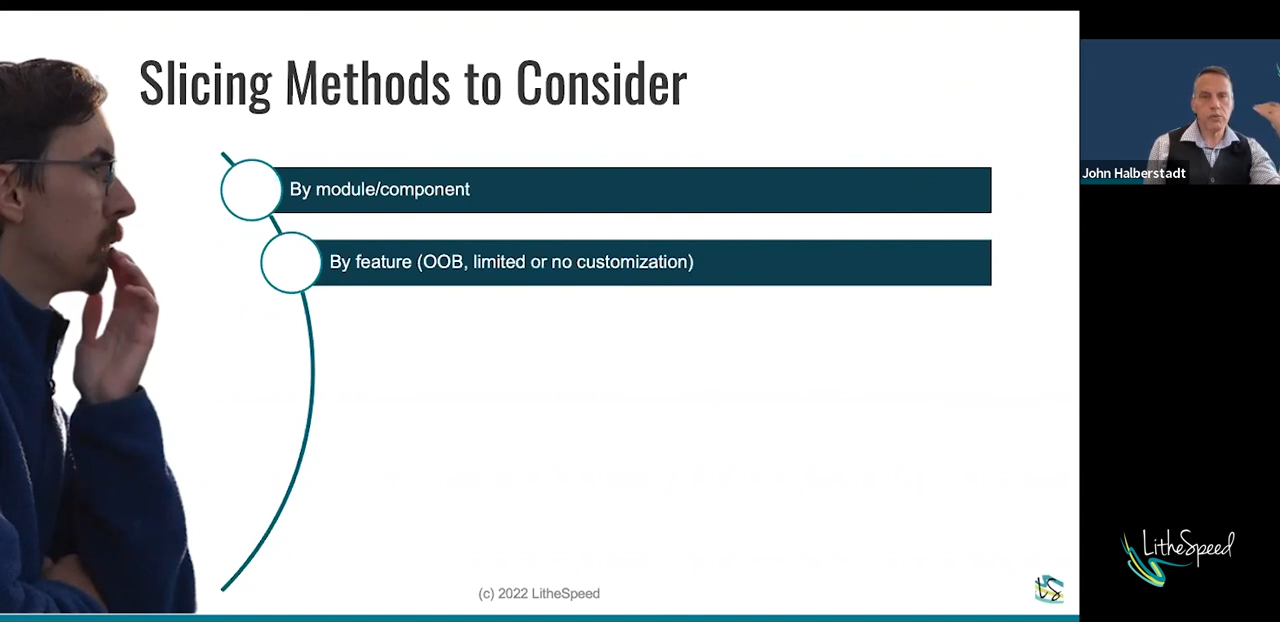 Slicing Methods to Consider
By module/component
By feature (OOB, limited or no customization)
(c) 2022 LitheSpeed
LS
John Halberstadt
LitheSpeed